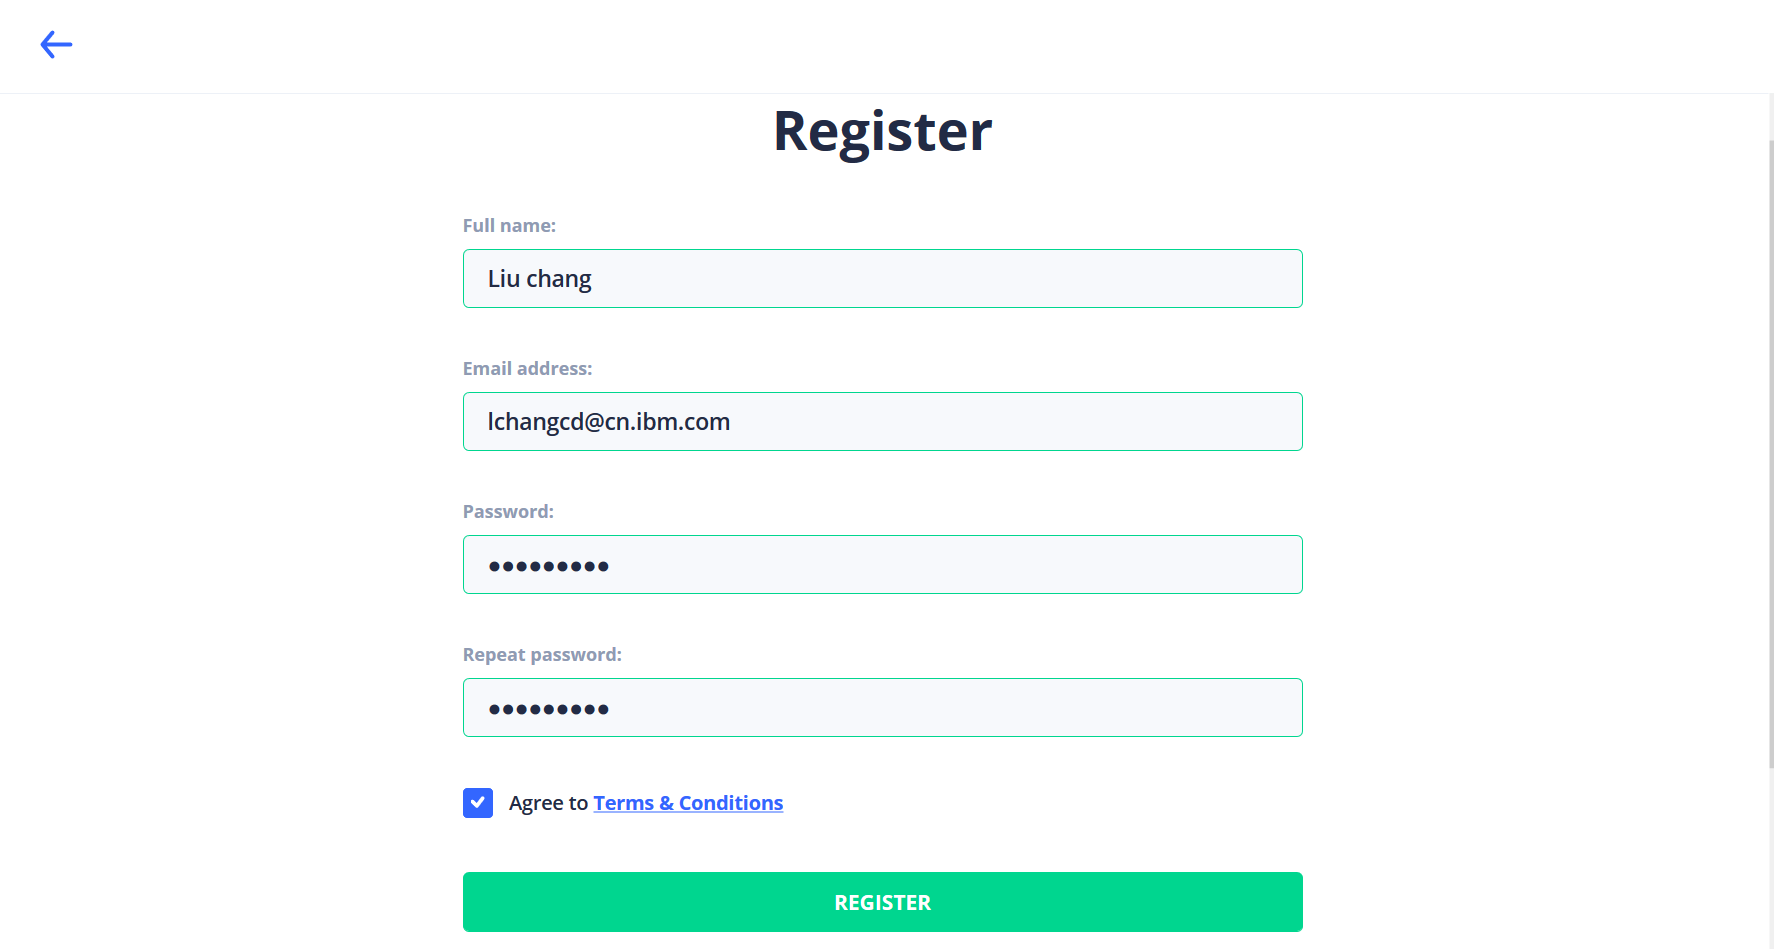 Register
Full name:
Liu chang
Email address:
lchangcd@cn.ibm.com
Password:
•••••••••
Repeat password:
•••••••••
Agree to Terms & Conditions
REGISTER